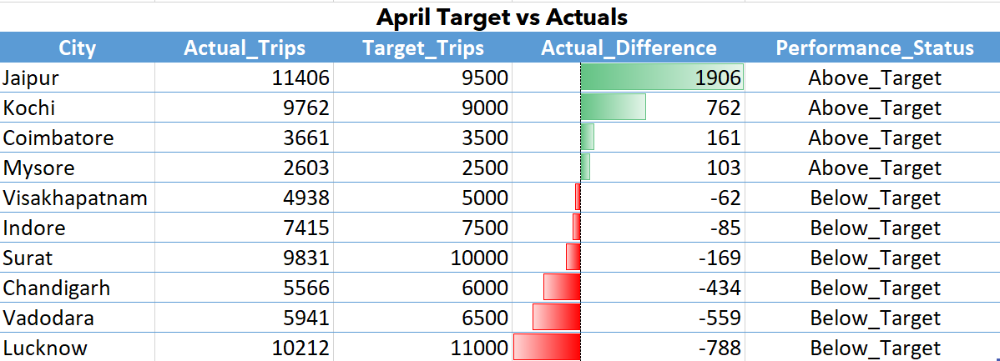 April Target vs Actuals
City Actual_Trips Target_Trips Actual_Difference Performance_Status
Jaipur 11406 9500 1906 Above_Target
Kochi 9762 9000 762 Above_Target
Coimbatore 3661 3500 161 Above_Target
Mysore 2603 2500 103 Above_Target
Visakhapatnam 4938 5000 -62 Below_Target
Indore 7415 7500 -85 Below_Target
Surat 9831 10000 -169 Below_Target
Chandigarh 5566 6000 -434 Below_Target
Vadodara 5941 6500 -559 Below_Target
Lucknow 10212 11000 -788 Below_Target